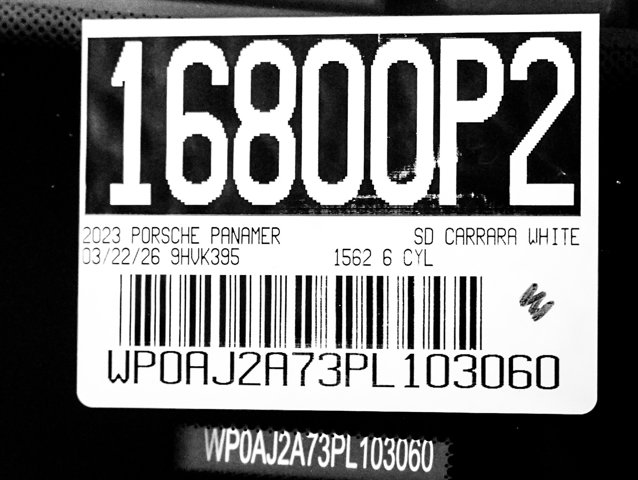 16800P2
2023 PORSCHE PANAMER SD CARRARA WHITE
03/22/26 9HVK395 1562 6 CYL
WP0AJ2A73PL103060
WP0AJ2A73PL103060